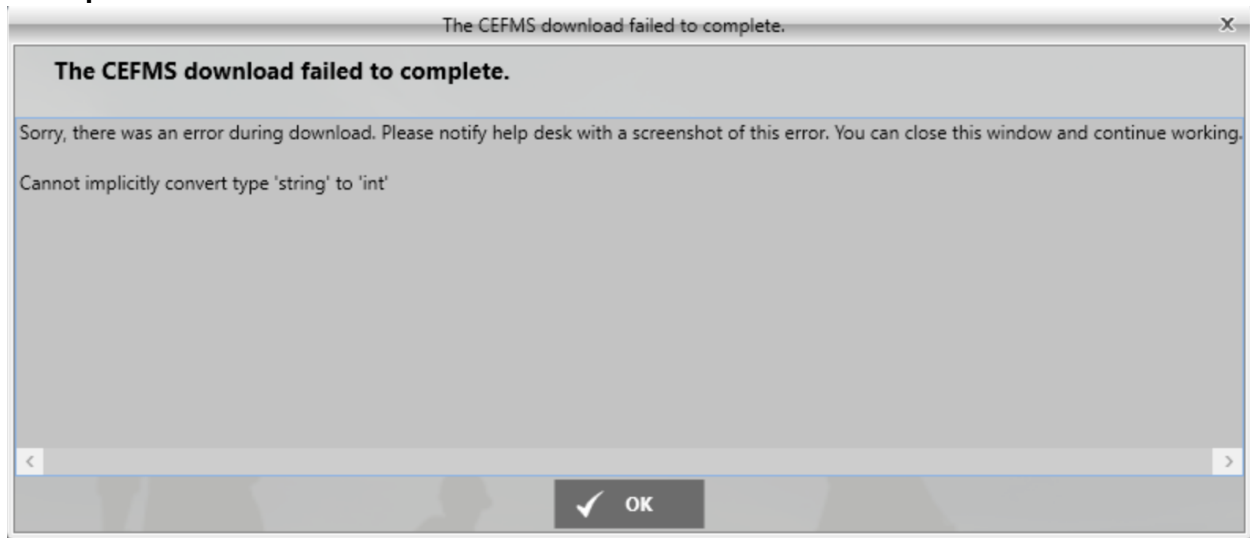 The CEFMS download failed to complete.
The CEFMS download failed to complete.
Sorry, there was an error during download. Please notify help desk with a screenshot of this error. You can close this window and continue working.
Cannot implicitly convert type 'string' to 'int'
OK